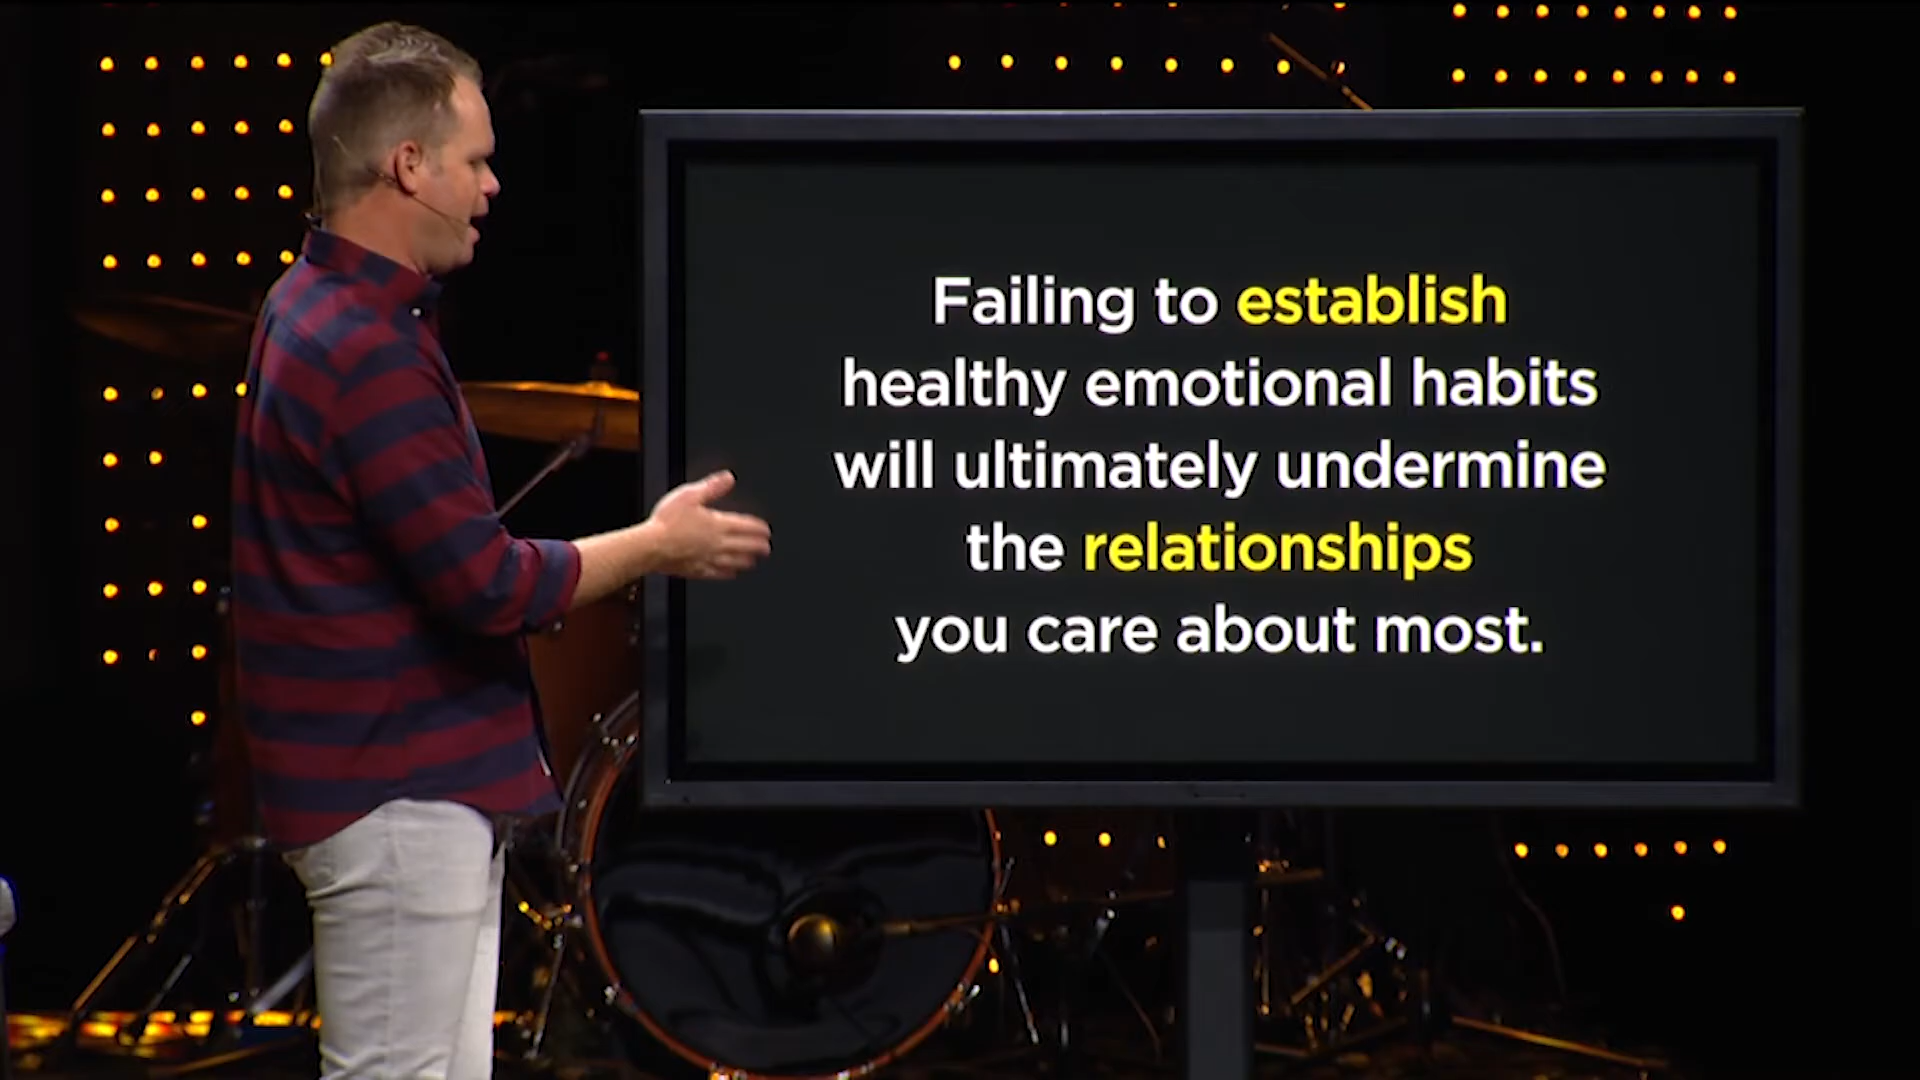 Failing to establish
healthy emotional habits
will ultimately undermine
the relationships
you care about most.